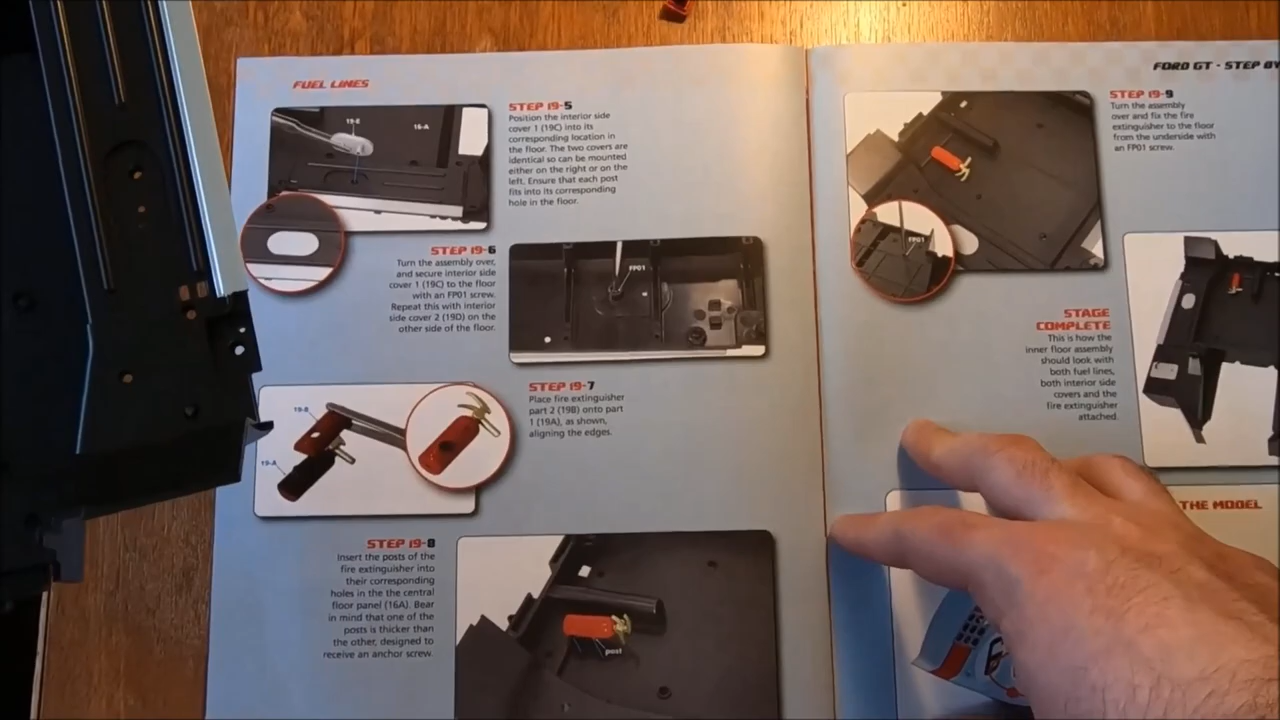 FUEL LINES
19-E
16-A
STEP 19-5
Position the interior side
cover 1 (19C) into its
corresponding location in
the floor. The two covers are
identical so can be mounted
either on the right or on the
left. Ensure that each post
fits into its corresponding
hole in the floor.
STEP 19-6
Turn the assembly over,
and secure interior side
cover 1 (19C) to the floor
with an FP01 screw.
Repeat this with interior
side cover 2 (19D) on the
other side of the floor.
FP01
19-B
19-A
STEP 19-7
Place fire extinguisher
part 2 (19B) onto part
1 (19A), as shown,
aligning the edges.
STEP 19-8
Insert the posts of the
fire extinguisher into
their corresponding
holes in the the central
floor panel (16A). Bear
in mind that one of the
posts is thicker than
the other, designed to
receive an anchor screw.
post
FORD GT - STEP BY
FP01
STEP 19-9
Turn the assembly
over and fix the fire
extinguisher to the floor
from the underside with
an FP01 screw.
STAGE
COMPLETE
This is how the
inner floor assembly
should look with
both fuel lines,
both interior side
covers and the
fire extinguisher
attached.
THE MODEL